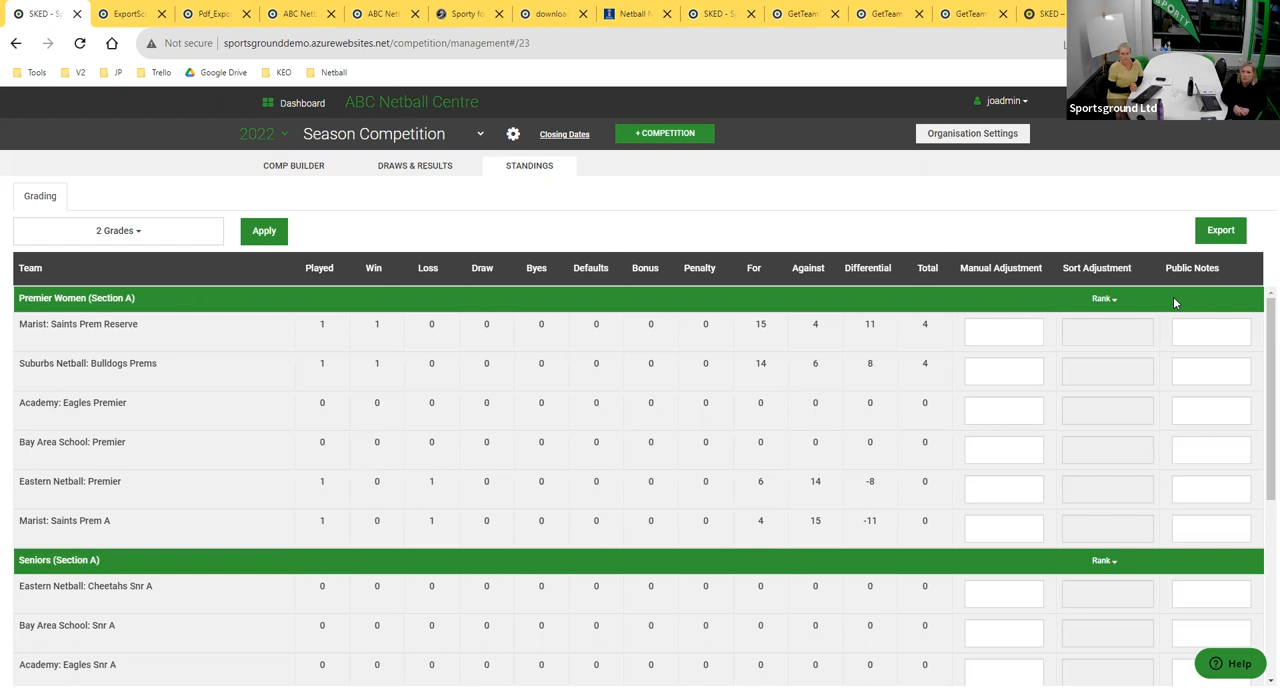 SKED - Sp
ExportSc
Pdf_Expo
ABC Net
ABC Net
Sporty fo
downloa
Netball N
SKED - S
GetTeam
GetTeam
GetTeam
SKED –
Not secure
sportsgrounddemo.azurewebsites.net/competition/management#/23
Tools
V2
JP
Trello
Google Drive
KEO
Netball
SPORTY
Sportsground Ltd
Dashboard
ABC Netball Centre
joadmin
2022
Season Competition
Closing Dates
+ COMPETITION
Organisation Settings
COMP BUILDER
DRAWS & RESULTS
STANDINGS
Grading
2 Grades
Apply
Export
Team Played Win Loss Draw Byes Defaults Bonus Penalty For Against Differential Total Manual Adjustment Sort Adjustment Public Notes
Premier Women (Section A) Rank
Marist: Saints Prem Reserve 1 1 0 0 0 0 0 0 15 4 11 4
Suburbs Netball: Bulldogs Prems 1 1 0 0 0 0 0 0 14 6 8 4
Academy: Eagles Premier 0 0 0 0 0 0 0 0 0 0 0 0
Bay Area School: Premier 0 0 0 0 0 0 0 0 0 0 0 0
Eastern Netball: Premier 1 0 1 0 0 0 0 0 6 14 -8 0
Marist: Saints Prem A 1 0 1 0 0 0 0 0 4 15 -11 0
Seniors (Section A) Rank
Eastern Netball: Cheetahs Snr A 0 0 0 0 0 0 0 0 0 0 0 0
Bay Area School: Snr A 0 0 0 0 0 0 0 0 0 0 0 0
Academy: Eagles Snr A 0 0 0 0 0 0 0 0 0 0 0 0
Help